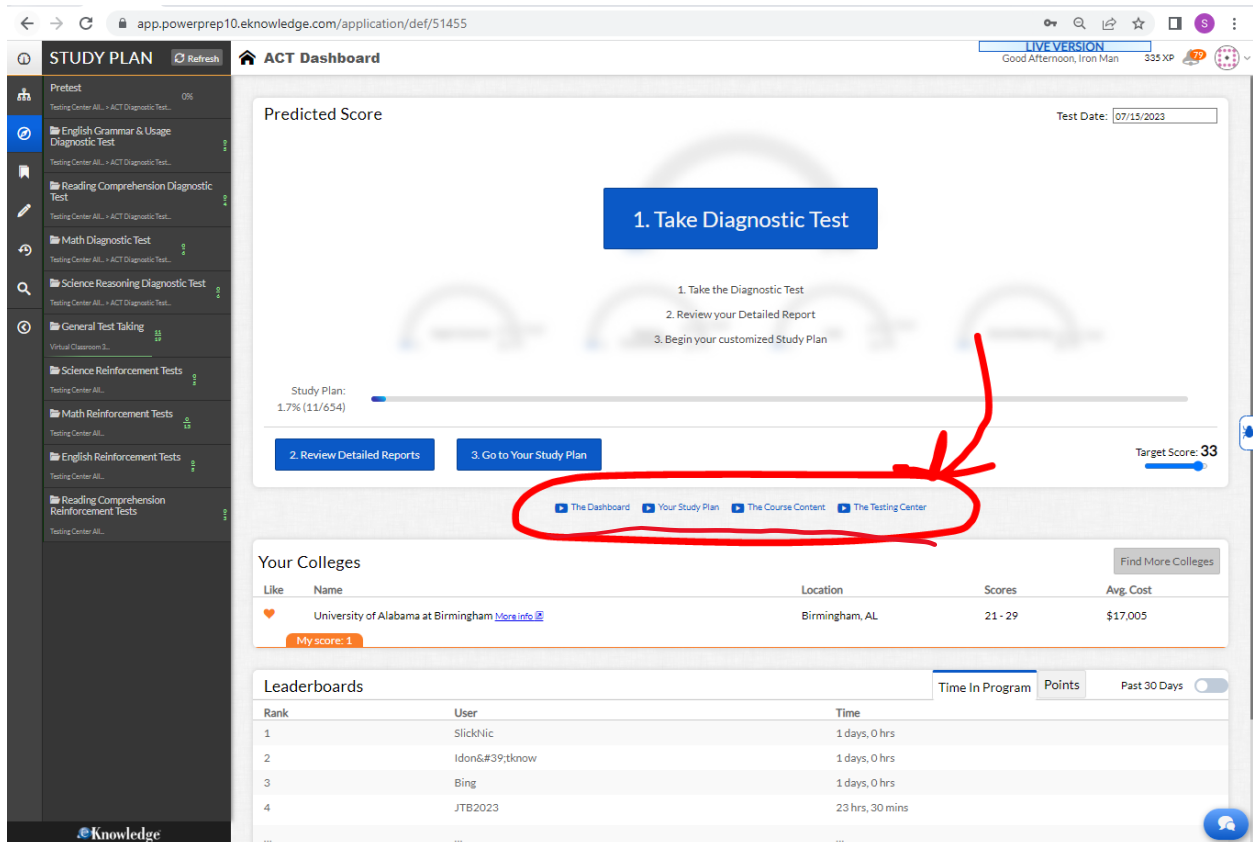 app.powerprep10.eknowledge.com/application/def/51455
S
STUDY PLAN
Refresh
ACT Dashboard
LIVE VERSION
Good Afternoon, Iron Man
335 XP
79
Pretest
0%
Testing Center All... > ACT Diagnostic Test...
English Grammar & Usage
Diagnostic Test
Testing Center All... > ACT Diagnostic Test...
Reading Comprehension Diagnostic
Test
Testing Center All... > ACT Diagnostic Test...
Math Diagnostic Test
Testing Center All... > ACT Diagnostic Test...
Science Reasoning Diagnostic Test
Testing Center All... > ACT Diagnostic Test...
General Test Taking
Virtual Classroom 3...
Science Reinforcement Tests
Testing Center All...
Math Reinforcement Tests
Testing Center All...
English Reinforcement Tests
Testing Center All...
Reading Comprehension
Reinforcement Tests
Testing Center All...
eKnowledge
Predicted Score
Test Date: 07/15/2023
1. Take Diagnostic Test
1. Take the Diagnostic Test
2. Review your Detailed Report
3. Begin your customized Study Plan
Study Plan:
1.7% (11/654)
2. Review Detailed Reports
3. Go to Your Study Plan
Target Score: 33
The Dashboard Your Study Plan The Course Content The Testing Center
Your Colleges
Find More Colleges
Like Name Location Scores Avg. Cost
University of Alabama at Birmingham More info Birmingham, AL 21 - 29 $17,005
My score: 1
Leaderboards
Time In Program Points Past 30 Days
Rank User Time
1 SlickNic 1 days, 0 hrs
2 Idon&#39;tknow 1 days, 0 hrs
3 Bing 1 days, 0 hrs
4 JTB2023 23 hrs, 30 mins
... ... ...